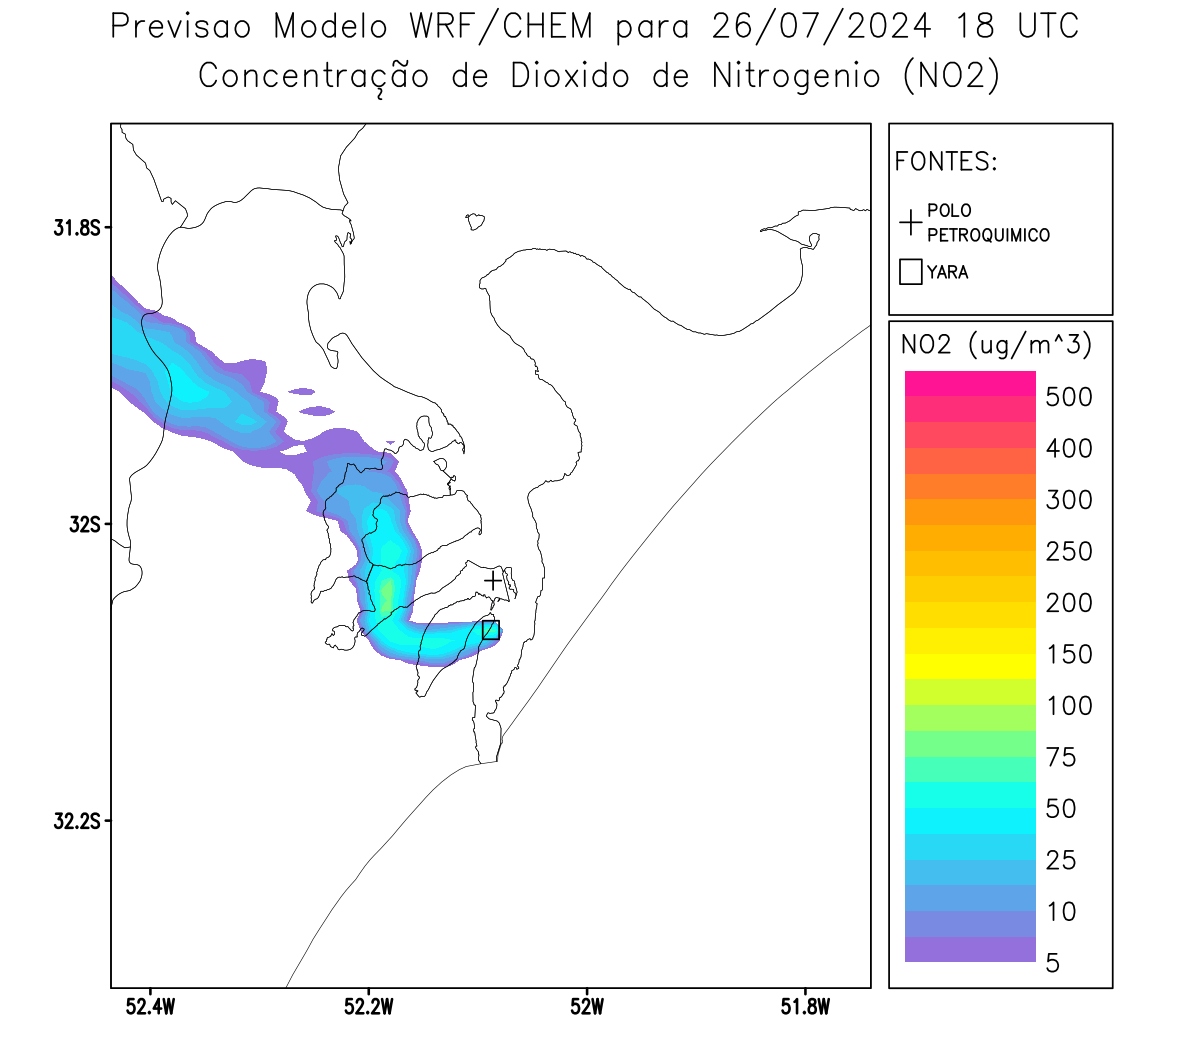 Previsao Modelo WRF/CHEM para 26/07/2024 18 UTC
Concentração de Dioxido de Nitrogenio (NO2)
FONTES:
POLO
PETROQUIMICO
YARA
NO2 (ug/m^3)
500
400
300
250
200
150
100
75
50
25
10
5
31.8S
32S
32.2S
52.4W
52.2W
52W
51.8W